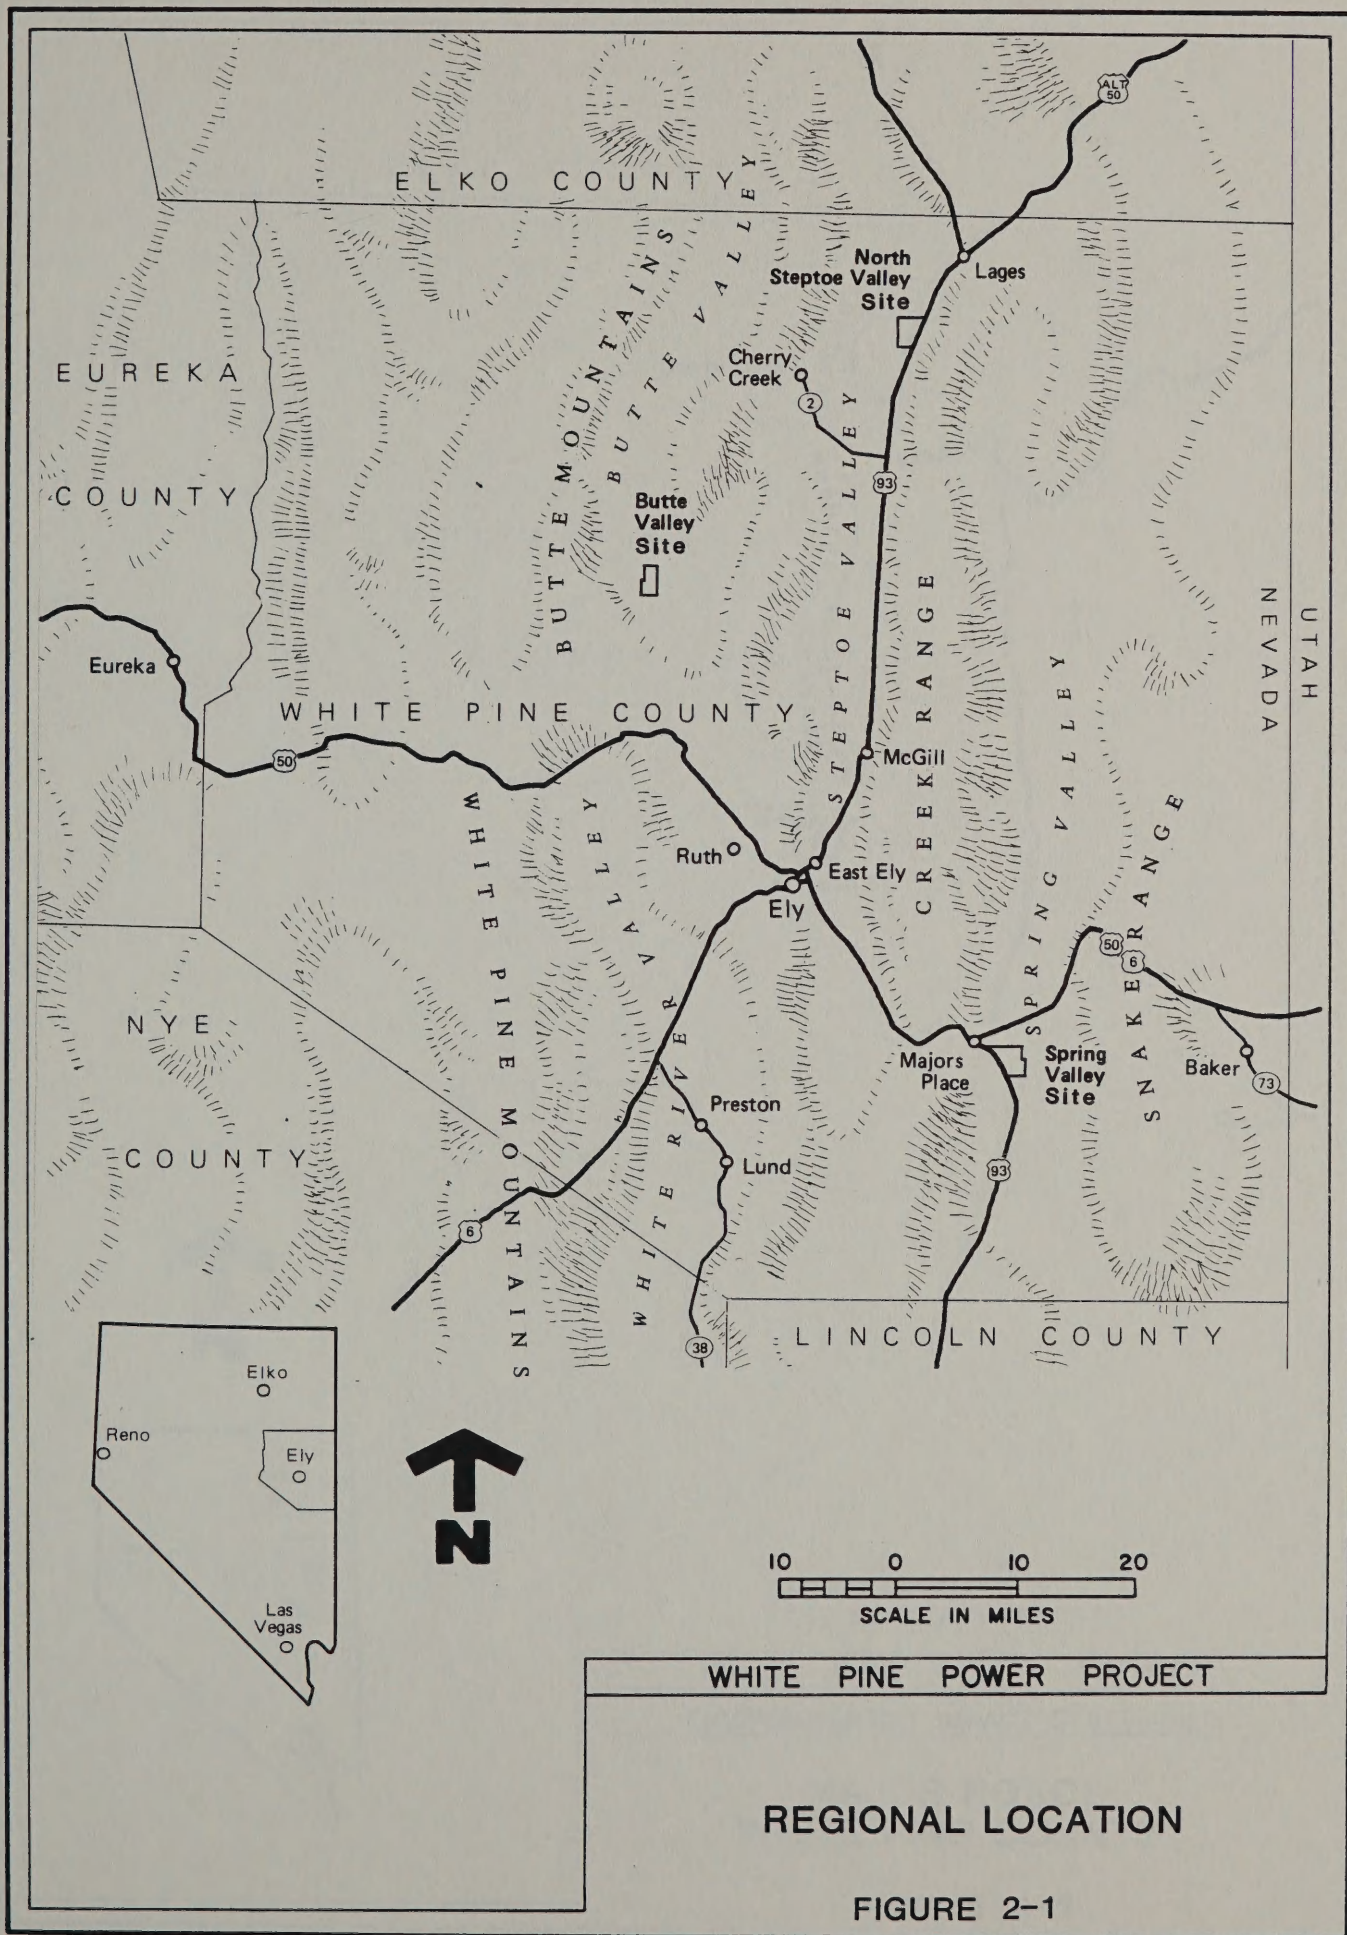 ALT
50
ELKO COUNTY
North
Steptoe Valley
Site
Lages
EUREKA
COUNTY
BUTTE MOUNTAINS
BUTTE VALLEY
Cherry
Creek
2
93
Butte
Valley
Site
STEPTOE VALLEY
CREEK RANGE
NEVADA
UTAH
Eureka
WHITE PINE COUNTY
50
McGill
WHITE PINE MOUNTAINS
WHITE RIVER VALLEY
Ruth
East Ely
Ely
SPRING VALLEY
SNAKE RANGE
50
6
NYE
COUNTY
Majors
Place
Spring
Valley
Site
Baker
73
Preston
Lund
93
6
38
LINCOLN COUNTY
Elko
Reno
Ely
Las
Vegas
N
10 0 10 20
SCALE IN MILES
WHITE PINE POWER PROJECT
REGIONAL LOCATION
FIGURE 2-1